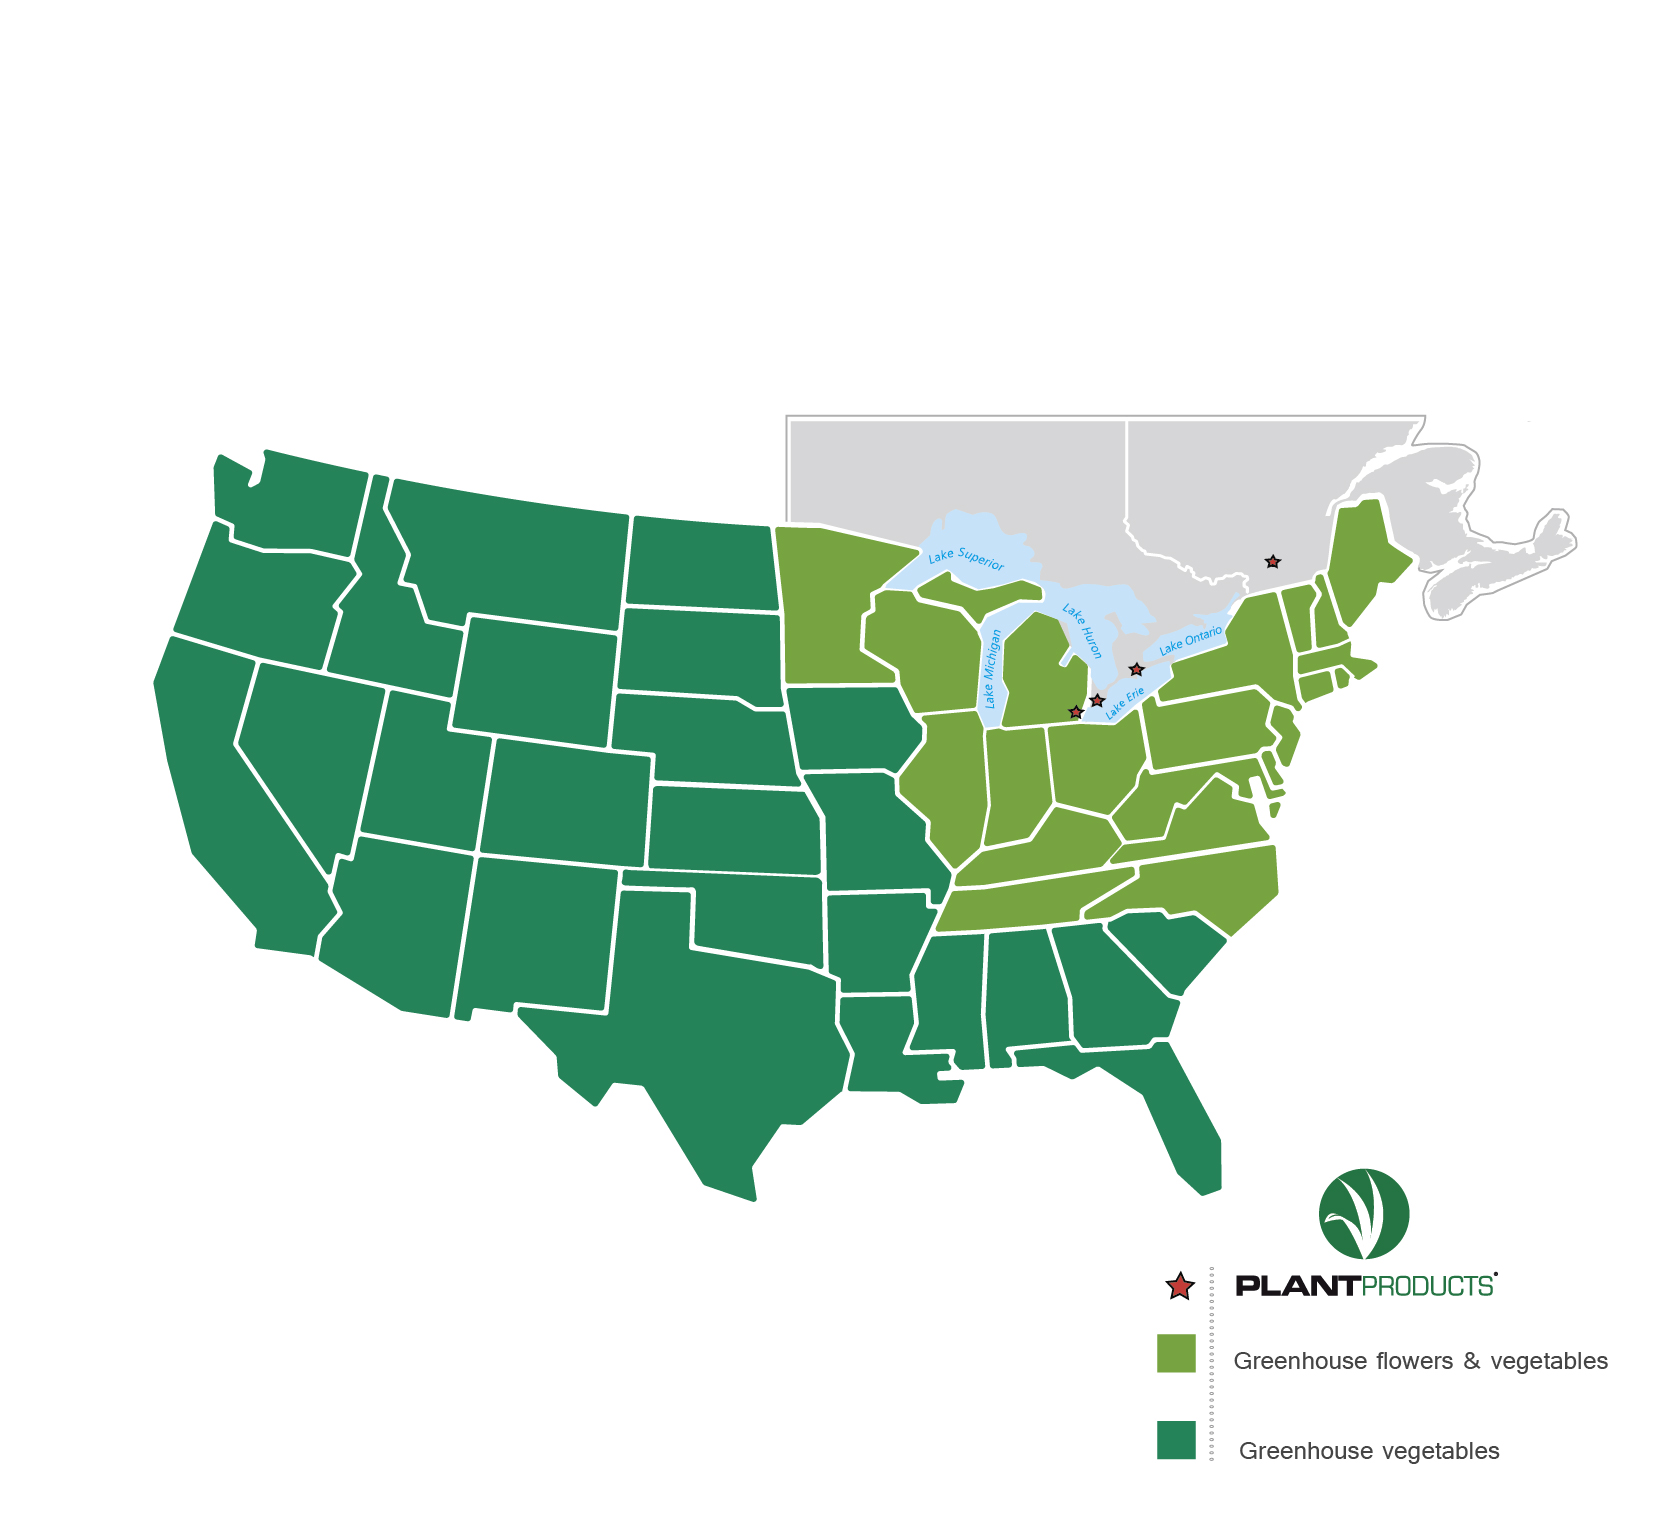 Lake Superior
Lake Michigan
Lake Huron
Lake Ontario
Lake Erie
PLANTPRODUCTS
Greenhouse flowers & vegetables
Greenhouse vegetables